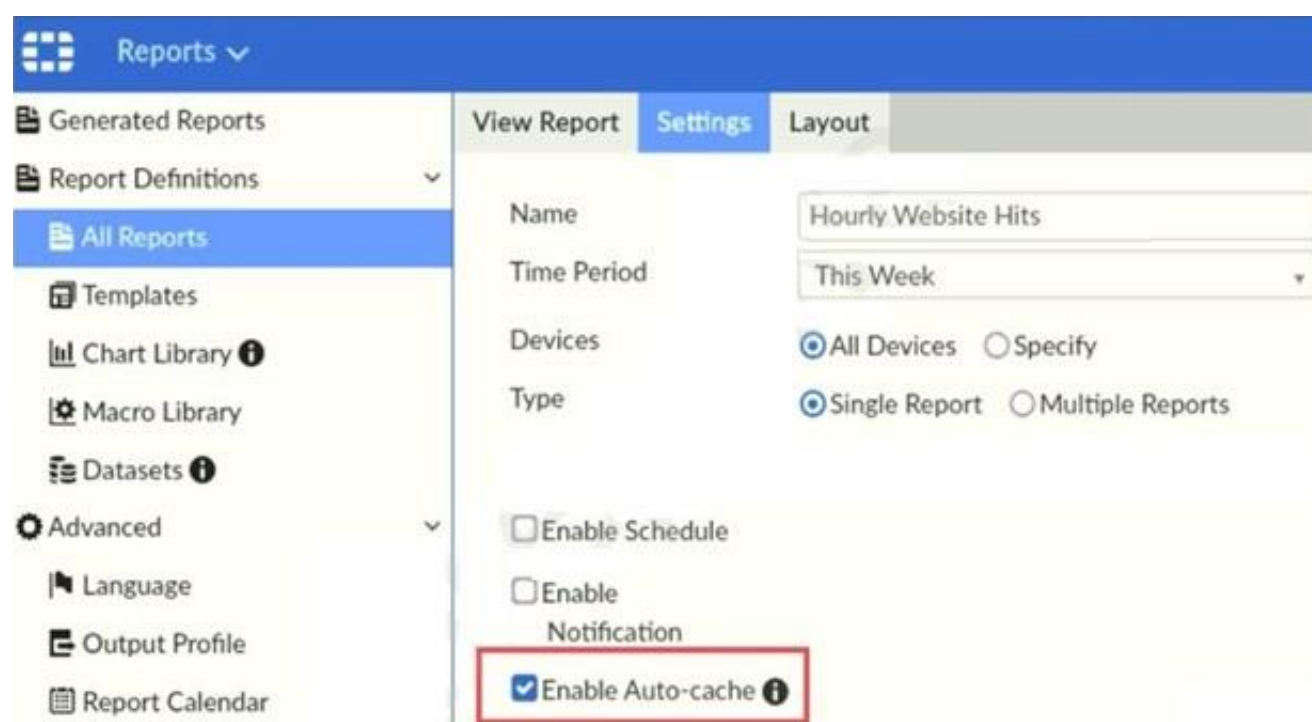 Reports
Generated Reports
Report Definitions
All Reports
Templates
Chart Library
Macro Library
Datasets
Advanced
Language
Output Profile
Report Calendar
View Report Settings Layout
Name Hourly Website Hits
Time Period This Week
Devices All Devices Specify
Type Single Report Multiple Reports
Enable Schedule
Enable
Notification
Enable Auto-cache